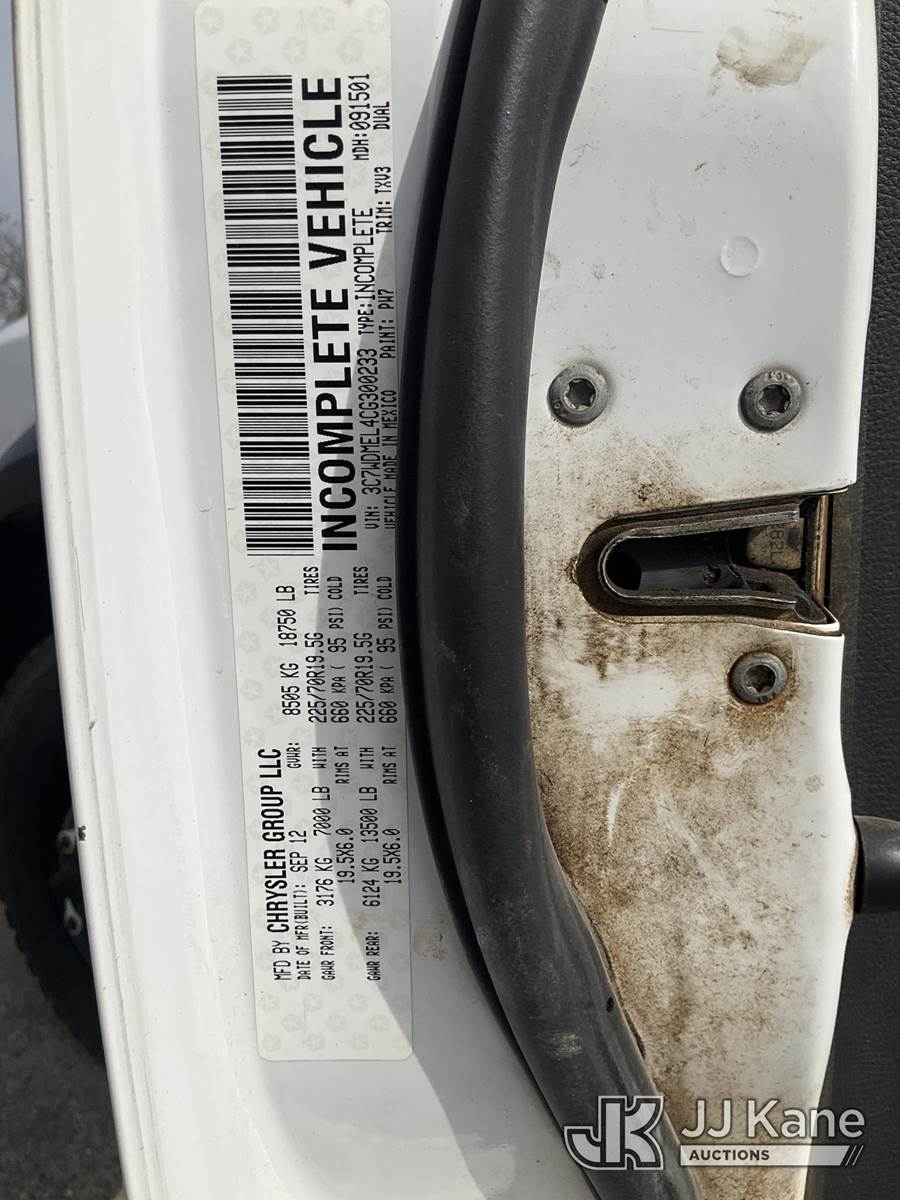 MFD BY CHRYSLER GROUP LLC
DATE OF MFR(BUILT): SEP 12 GVWR: 8505 KG 18750 LB
GAWR FRONT: 3176 KG 7000 LB WITH 225/70R19.5G TIRES
19.5X6.0 RIMS AT 660 KPA ( 95 PSI) COLD
GAWR REAR: 6124 KG 13500 LB WITH 225/70R19.5G TIRES
19.5X6.0 RIMS AT 660 KPA ( 95 PSI) COLD
INCOMPLETE VEHICLE
MDH:091501
VIN: 3C7WDMEL4CG300233 TYPE:INCOMPLETE DUAL
VEHICLE MADE IN MEXICO PAINT: PW7 TRIM: TXV3
JK JJ Kane
AUCTIONS